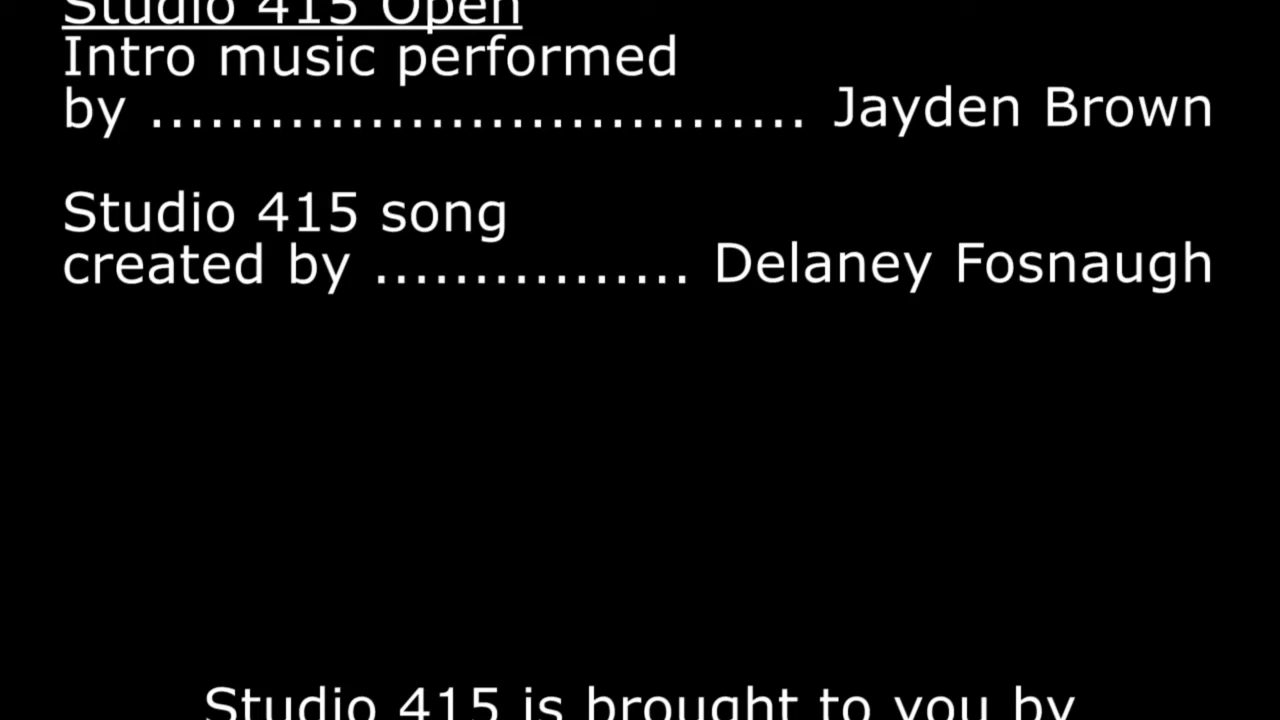 Studio 415 Open
Intro music performed
by ................................. Jayden Brown
Studio 415 song
created by ................ Delaney Fosnaugh
Studio 415 is brought to you by